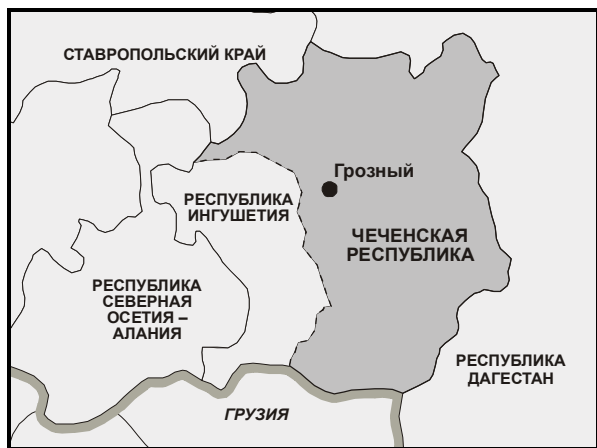 СТАВРОПОЛЬСКИЙ КРАЙ
Грозный
РЕСПУБЛИКА
ИНГУШЕТИЯ
ЧЕЧЕНСКАЯ
РЕСПУБЛИКА
РЕСПУБЛИКА
СЕВЕРНАЯ
ОСЕТИЯ –
АЛАНИЯ
РЕСПУБЛИКА
ДАГЕСТАН
ГРУЗИЯ